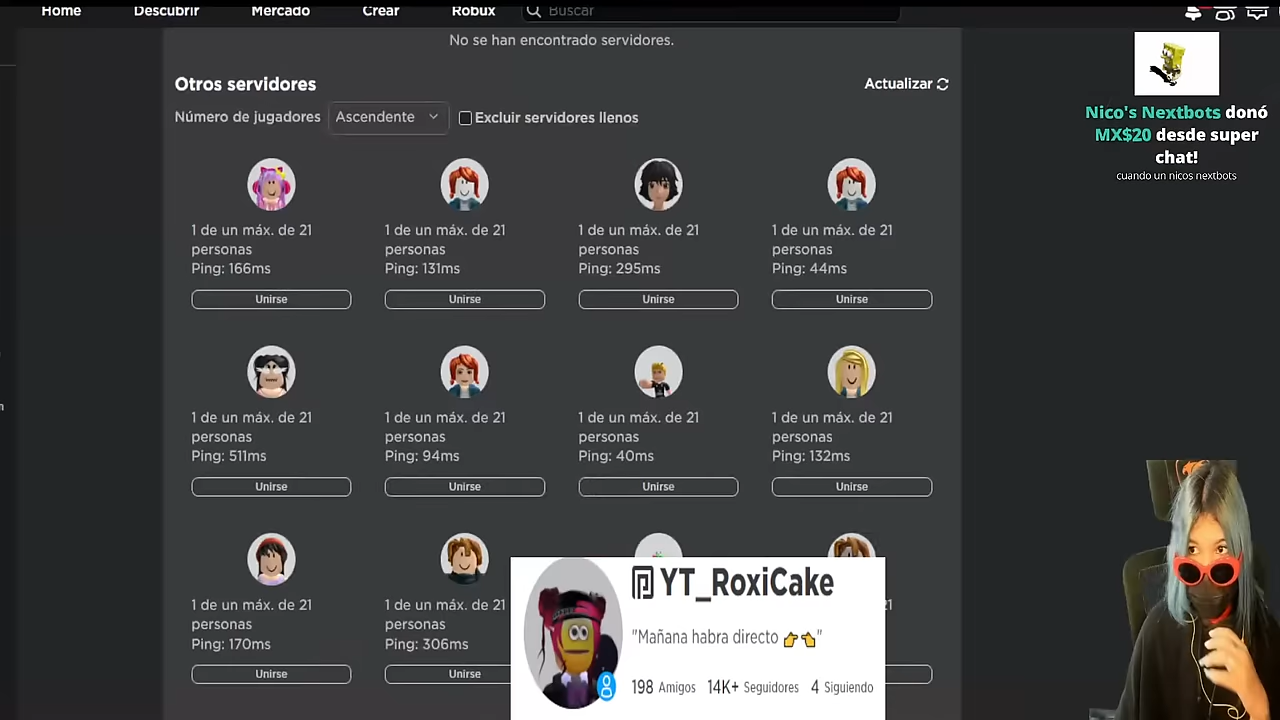 Home Descubrir Mercado Crear Robux Buscar
No se han encontrado servidores.
Otros servidores
Actualizar
Número de jugadores Ascendente Excluir servidores llenos
Nico's Nextbots donó
MX$20 desde super
chat!
cuando un nicos nextbots
1 de un máx. de 21 1 de un máx. de 21 1 de un máx. de 21 1 de un máx. de 21
personas personas personas personas
Ping: 166ms Ping: 131ms Ping: 295ms Ping: 44ms
Unirse Unirse Unirse Unirse
1 de un máx. de 21 1 de un máx. de 21 1 de un máx. de 21 1 de un máx. de 21
personas personas personas personas
Ping: 511ms Ping: 94ms Ping: 40ms Ping: 132ms
Unirse Unirse Unirse Unirse
1 de un máx. de 21 1 de un máx. de 21
personas personas
Ping: 170ms Ping: 306ms
Unirse Unirse
YT_RoxiCake
"Mañana habra directo 👉👈"
198 Amigos 14K+ Seguidores 4 Siguiendo